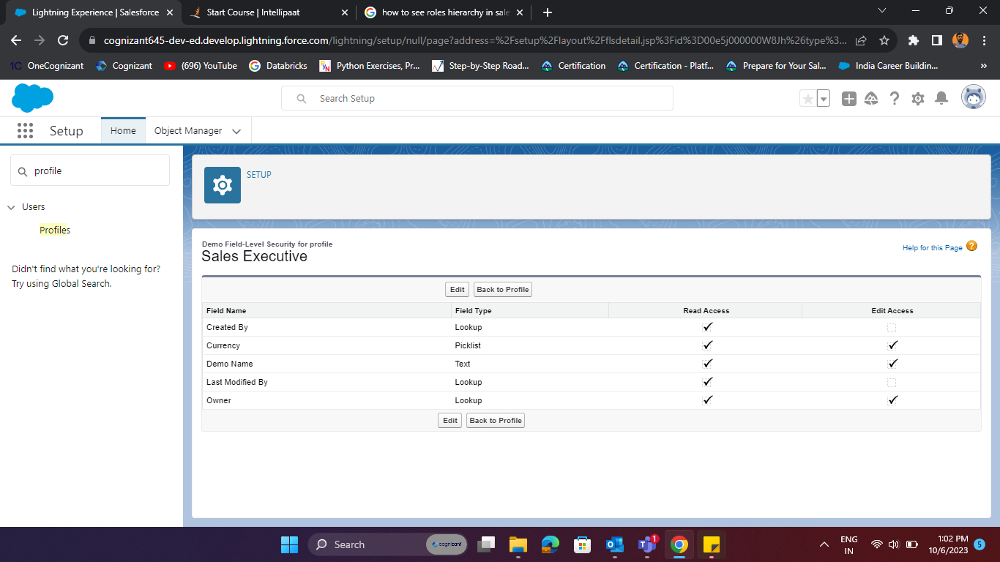 Lightning Experience | Salesforce
Start Course | Intellipaat
how to see roles hierarchy in sale
cognizant645-dev-ed.develop.lightning.force.com/lightning/setup/null/page?address=%2Fsetup%2Flayout%2Fflsdetail.jsp%3Fid%3D00e5j000000W8Jh%26type%3...
1C OneCognizant
Cognizant
(696) YouTube
Databricks
Python Exercises, Pr...
Step-by-Step Road...
Certification
Certification - Platf...
Prepare for Your Sal...
India Career Buildin...
»
Search Setup
Setup
Home
Object Manager
profile
Users
Profiles
Didn't find what you're looking for?
Try using Global Search.
SETUP
Demo Field-Level Security for profile
Sales Executive
Help for this Page ?
Edit Back to Profile
Field Name Field Type Read Access Edit Access
Created By Lookup
Currency Picklist
Demo Name Text
Last Modified By Lookup
Owner Lookup
Edit Back to Profile
Search
cognizant
1
ENG
IN
1:02 PM
10/6/2023
5